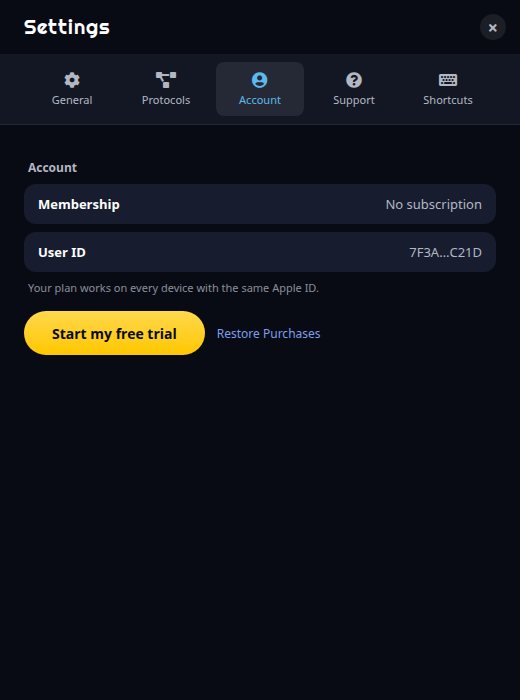 Settings
General
Protocols
Account
Support
Shortcuts
Account
Membership
No subscription
User ID
7F3A…C21D
Your plan works on every device with the same Apple ID.
Start my free trial
Restore Purchases